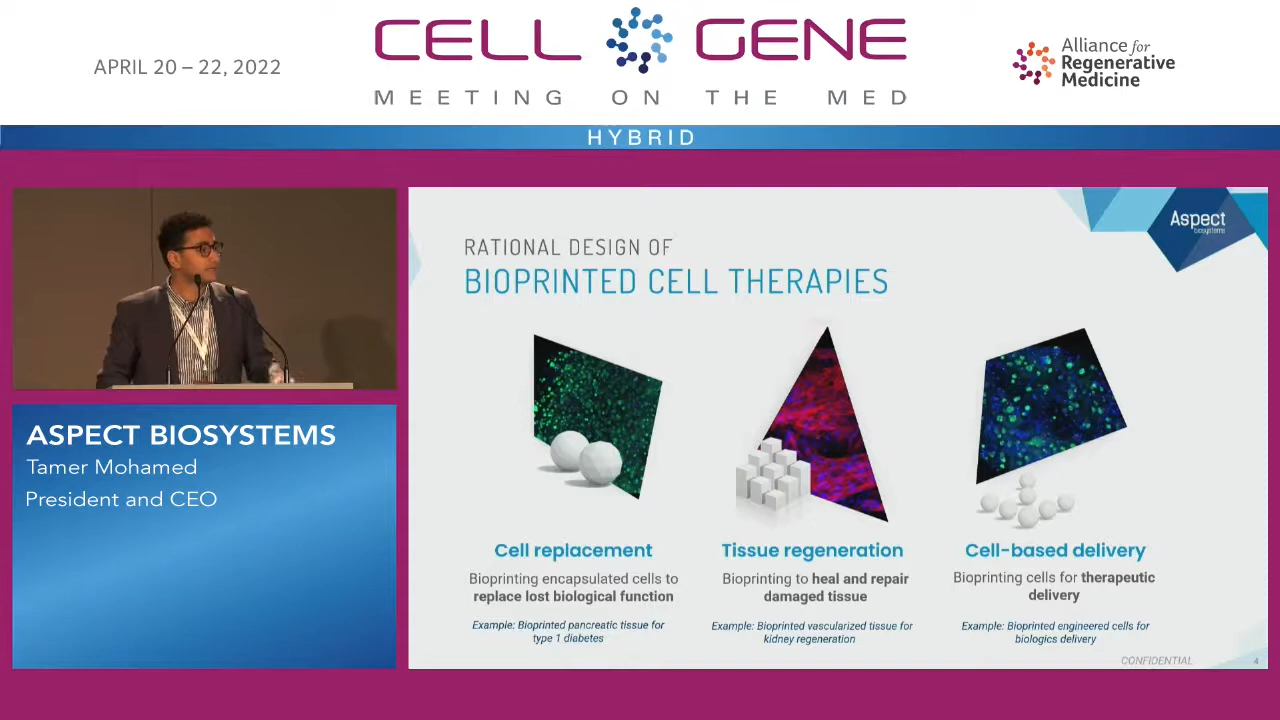 APRIL 20 – 22, 2022
CELL GENE
MEETING ON THE MED
Alliance for
Regenerative
Medicine
HYBRID
ASPECT BIOSYSTEMS
Tamer Mohamed
President and CEO
Aspect
biosystems
RATIONAL DESIGN OF
BIOPRINTED CELL THERAPIES
Cell replacement
Bioprinting encapsulated cells to
replace lost biological function
Example: Bioprinted pancreatic tissue for
type 1 diabetes
Tissue regeneration
Bioprinting to heal and repair
damaged tissue
Example: Bioprinted vascularized tissue for
kidney regeneration
Cell-based delivery
Bioprinting cells for therapeutic
delivery
Example: Bioprinted engineered cells for
biologics delivery
CONFIDENTIAL
4